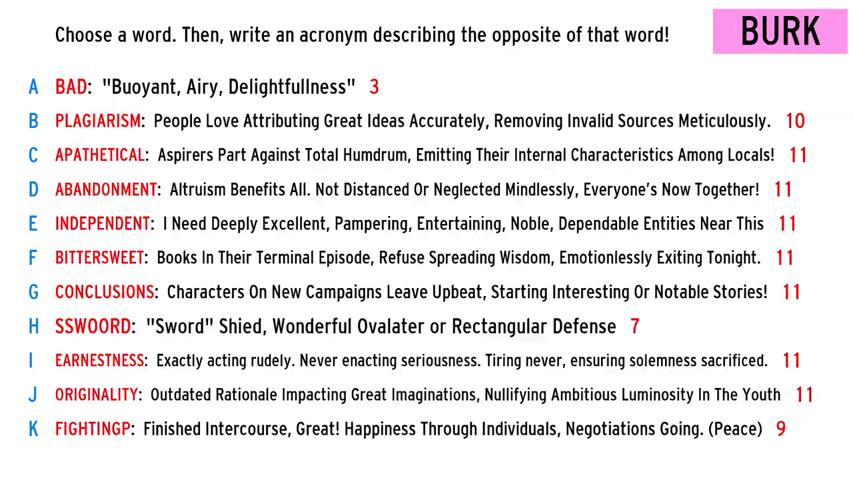 Choose a word. Then, write an acronym describing the opposite of that word!
BURK
A BAD: "Buoyant, Airy, Delightfullness" 3
B PLAGIARISM: People Love Attributing Great Ideas Accurately, Removing Invalid Sources Meticulously. 10
C APATHETICAL: Aspirers Part Against Total Humdrum, Emitting Their Internal Characteristics Among Locals! 11
D ABANDONMENT: Altruism Benefits All. Not Distanced Or Neglected Mindlessly, Everyone's Now Together! 11
E INDEPENDENT: I Need Deeply Excellent, Pampering, Entertaining, Noble, Dependable Entities Near This 11
F BITTERSWEET: Books In Their Terminal Episode, Refuse Spreading Wisdom, Emotionlessly Exiting Tonight. 11
G CONCLUSIONS: Characters On New Campaigns Leave Upbeat, Starting Interesting Or Notable Stories! 11
H SSWOORD: "Sword" Shied, Wonderful Ovalater or Rectangular Defense 7
I EARNESTNESS: Exactly acting rudely. Never enacting seriousness. Tiring never, ensuring solemness sacrificed. 11
J ORIGINALITY: Outdated Rationale Impacting Great Imaginations, Nullifying Ambitious Luminosity In The Youth 11
K FIGHTINGP: Finished Intercourse, Great! Happiness Through Individuals, Negotiations Going. (Peace) 9